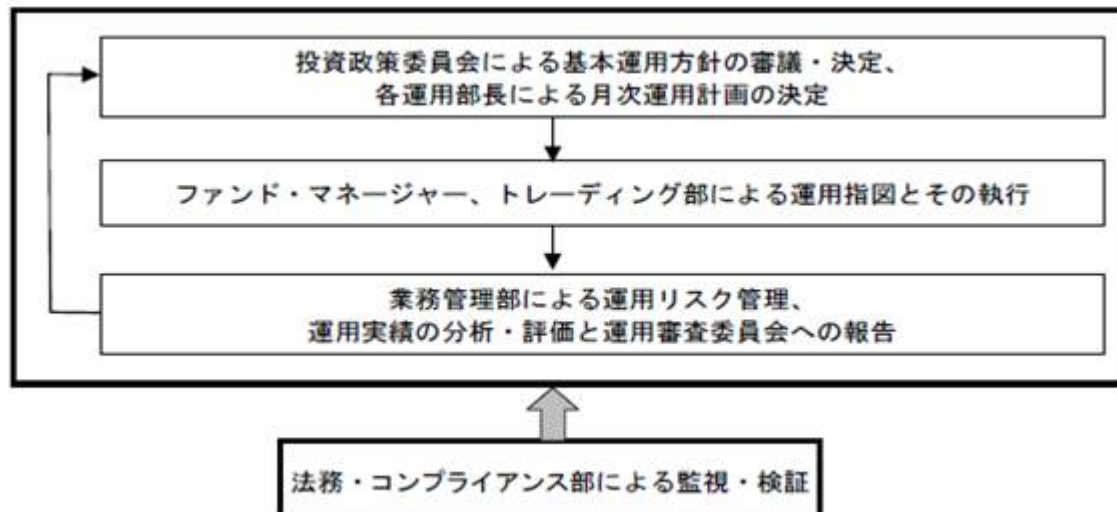 投資政策委員会による基本運用方針の審議・決定、
各運用部長による月次運用計画の決定
ファンド・マネージャー、トレーディング部による運用指図とその執行
業務管理部による運用リスク管理、
運用実績の分析・評価と運用審査委員会への報告
法務・コンプライアンス部による監視・検証